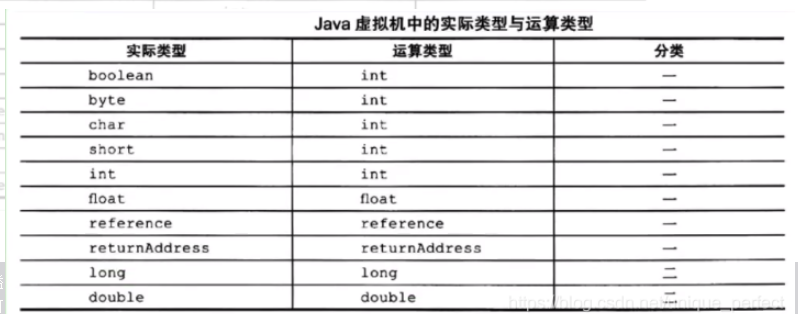 Java 虚拟机中的实际类型与运算类型
实际类型 运算类型 分类
boolean int 一
byte int 一
char int 一
short int 一
int int 一
float float 一
reference reference 一
returnAddress returnAddress 一
long long 二
double double 二
https://blog.csdn.net/unique_perfect